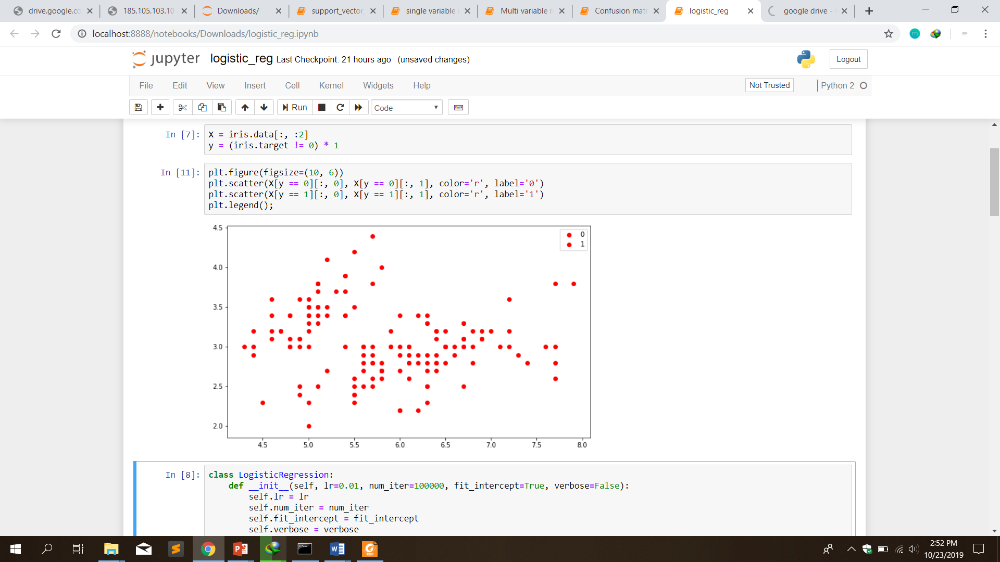 drive.google.co
185.105.103.10
Downloads/
support_vector
single variable
Multi variable r
Confusion mat
logistic_reg
google drive -
localhost:8888/notebooks/Downloads/logistic_reg.ipynb
m
jupyter logistic_reg Last Checkpoint: 21 hours ago (unsaved changes)
Logout
File Edit View Insert Cell Kernel Widgets Help
Not Trusted
Python 2
Run
Code
In [7]: X = iris.data[:, :2]
y = (iris.target != 0) * 1
In [11]: plt.figure(figsize=(10, 6))
plt.scatter(X[y == 0][:, 0], X[y == 0][:, 1], color='r', label='0')
plt.scatter(X[y == 1][:, 0], X[y == 1][:, 1], color='r', label='1')
plt.legend();
4.5
0
1
4.0
3.5
3.0
2.5
2.0
4.5 5.0 5.5 6.0 6.5 7.0 7.5 8.0
In [8]: class LogisticRegression:
def __init__(self, lr=0.01, num_iter=100000, fit_intercept=True, verbose=False):
self.lr = lr
self.num_iter = num_iter
self.fit_intercept = fit_intercept
self.verbose = verbose
2:52 PM
10/23/2019